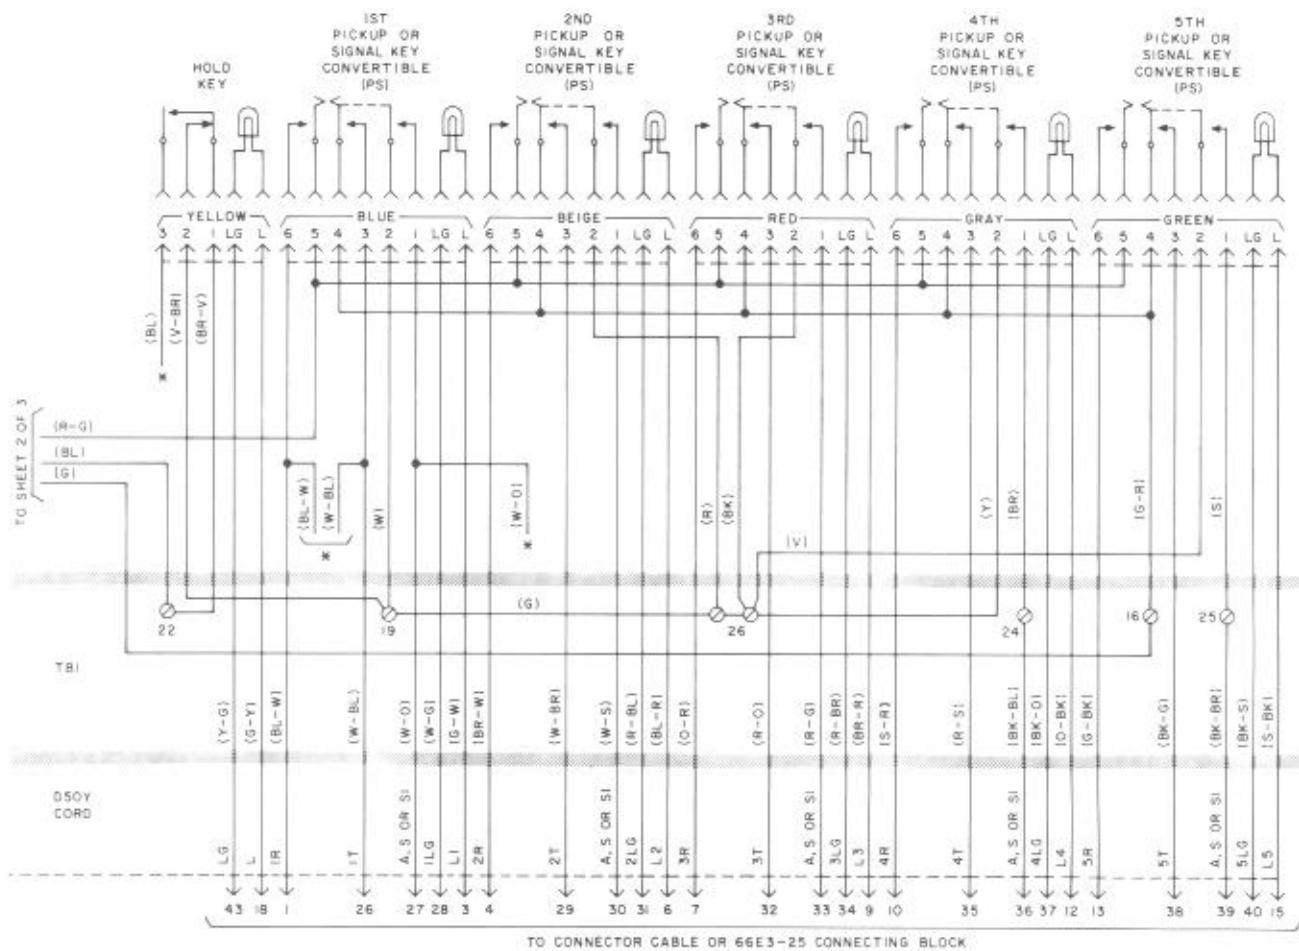 HOLD
KEY
1ST
PICKUP OR
SIGNAL KEY
CONVERTIBLE
(PS)
2ND
PICKUP OR
SIGNAL KEY
CONVERTIBLE
(PS)
3RD
PICKUP OR
SIGNAL KEY
CONVERTIBLE
(PS)
4TH
PICKUP OR
SIGNAL KEY
CONVERTIBLE
(PS)
5TH
PICKUP OR
SIGNAL KEY
CONVERTIBLE
(PS)
YELLOW BLUE BEIGE RED GRAY GREEN
3 2 1 LG L 6 5 4 3 2 1 LG L 6 5 4 3 2 1 LG L 6 5 4 3 2 1 LG L 6 5 4 3 2 1 LG L 6 5 4 3 2 1 LG L
(BL) (V-BR) (BR-V)
*
TO SHEET 2 OF 3
(R-G)
(BL)
(G)
(BL-W) (W-BL) (W) (W-O) (R) (BK) (Y) (BR) (G-R) (S)
* *
(V)
(G)
22 19 26 24 16 25
TB1
(Y-G) (G-Y) (BL-W) (W-BL) (W-O) (W-G) (G-W) (BR-W) (W-BR) (W-S) (R-BL) (BL-R) (O-R) (R-O) (R-G) (R-BR) (BR-R) (S-R) (R-S) (BK-BL) (BK-O) (O-BK) (G-BK) (BK-G) (BK-BR) (BK-S) (S-BK)
D50Y
CORD
LG L 1R 1T A,S OR S1 1LG L1 2R 2T A,S OR S1 2LG L2 3R 3T A,S OR S1 3LG L3 4R 4T A,S OR S1 4LG L4 5R 5T A,S OR S1 5LG L5
43 18 1 26 27 28 3 4 29 30 31 6 7 32 33 34 9 10 35 36 37 12 13 38 39 40 15
TO CONNECTOR CABLE OR 66E3-25 CONNECTING BLOCK